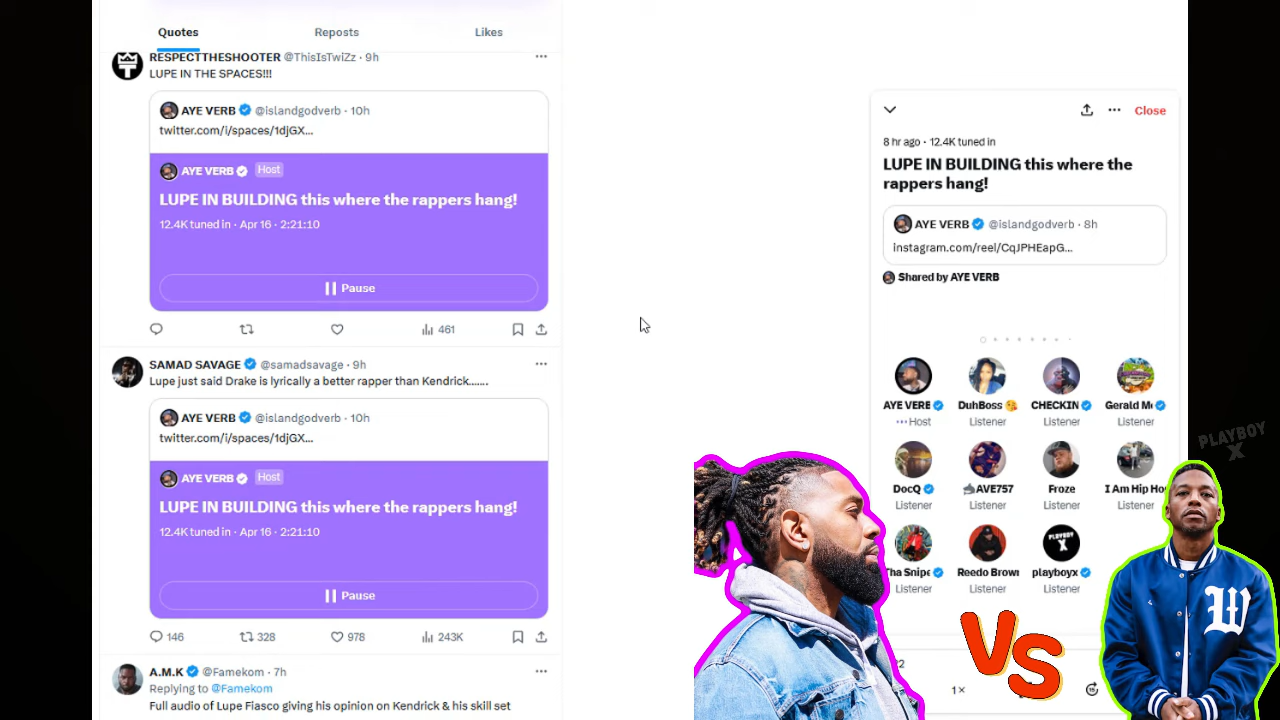 Quotes
Reposts
Likes
RESPECTTHESHOOTER @ThisIsTwiZz · 9h
LUPE IN THE SPACES!!!
AYE VERB @islandgodverb · 10h
twitter.com/i/spaces/1djGX...
AYE VERB Host
LUPE IN BUILDING this where the rappers hang!
12.4K tuned in · Apr 16 · 2:21:10
Pause
461
SAMAD SAVAGE @samadsavage · 9h
Lupe just said Drake is lyrically a better rapper than Kendrick.......
AYE VERB @islandgodverb · 10h
twitter.com/i/spaces/1djGX...
AYE VERB Host
LUPE IN BUILDING this where the rappers hang!
12.4K tuned in · Apr 16 · 2:21:10
Pause
146 328 978 243K
A.M.K @Famekom · 7h
Replying to @Famekom
Full audio of Lupe Fiasco giving his opinion on Kendrick & his skill set
Close
8 hr ago · 12.4K tuned in
LUPE IN BUILDING this where the
rappers hang!
AYE VERB @islandgodverb · 8h
instagram.com/reel/CqJPHEapG...
Shared by AYE VERB
AYE VERB DuhBoss CHECKIN Gerald Mc
Host Listener Listener Listener
DocQ AVE757 Froze I Am Hip Ho
Listener Listener Listener Listener
Tha Snipe Reedo Brown playboyx
Listener Listener Listener
PLAYBOY
X
PLAYBOY
X
VS
W
1×
15